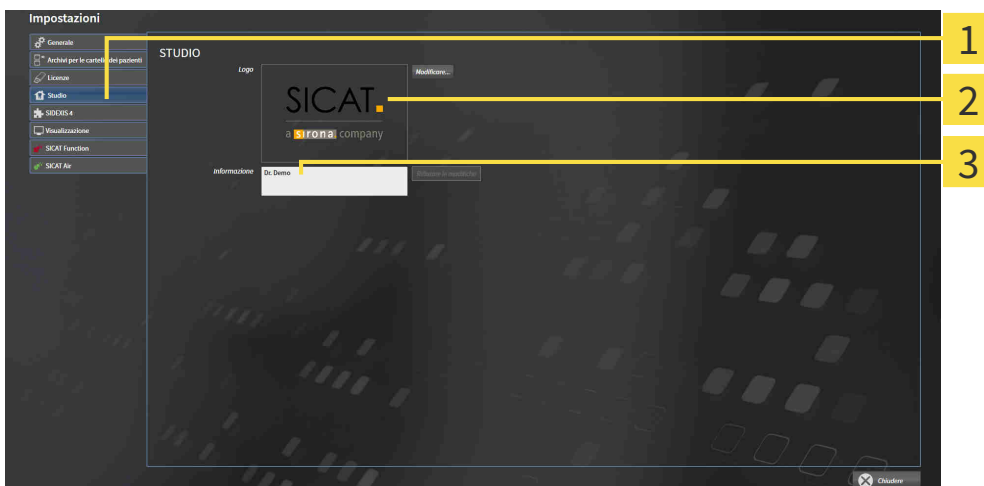 Impostazioni
Generale
Archivi per le cartelle dei pazienti
Licenze
Studio
SIDEXIS 4
Visualizzazione
SICAT Function
SICAT Air
STUDIO
Logo
SICAT.
a sirona. company
Modificare...
Informazione
Dr. Demo
Rifiutare le modifiche
Chiudere
1
2
3